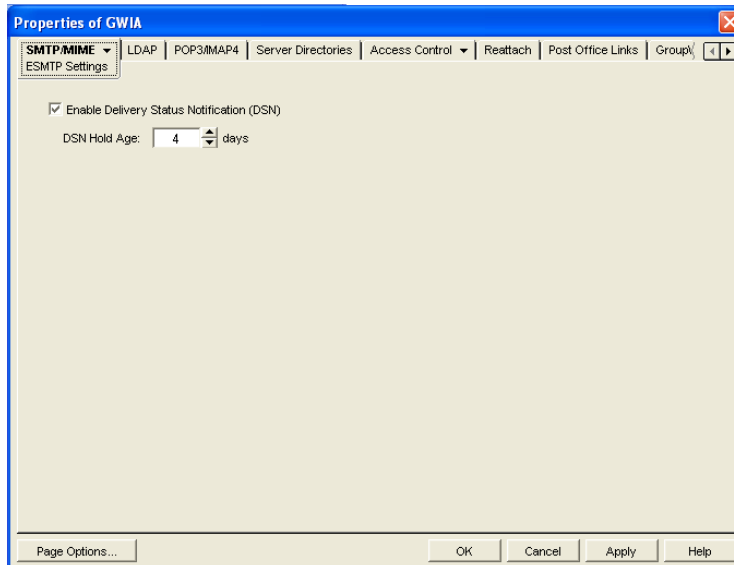 Properties of GWIA
SMTP/MIME LDAP POP3/IMAP4 Server Directories Access Control Reattach Post Office Links
ESMTP Settings
Enable Delivery Status Notification (DSN)
DSN Hold Age: 4 days
Page Options... OK Cancel Apply Help